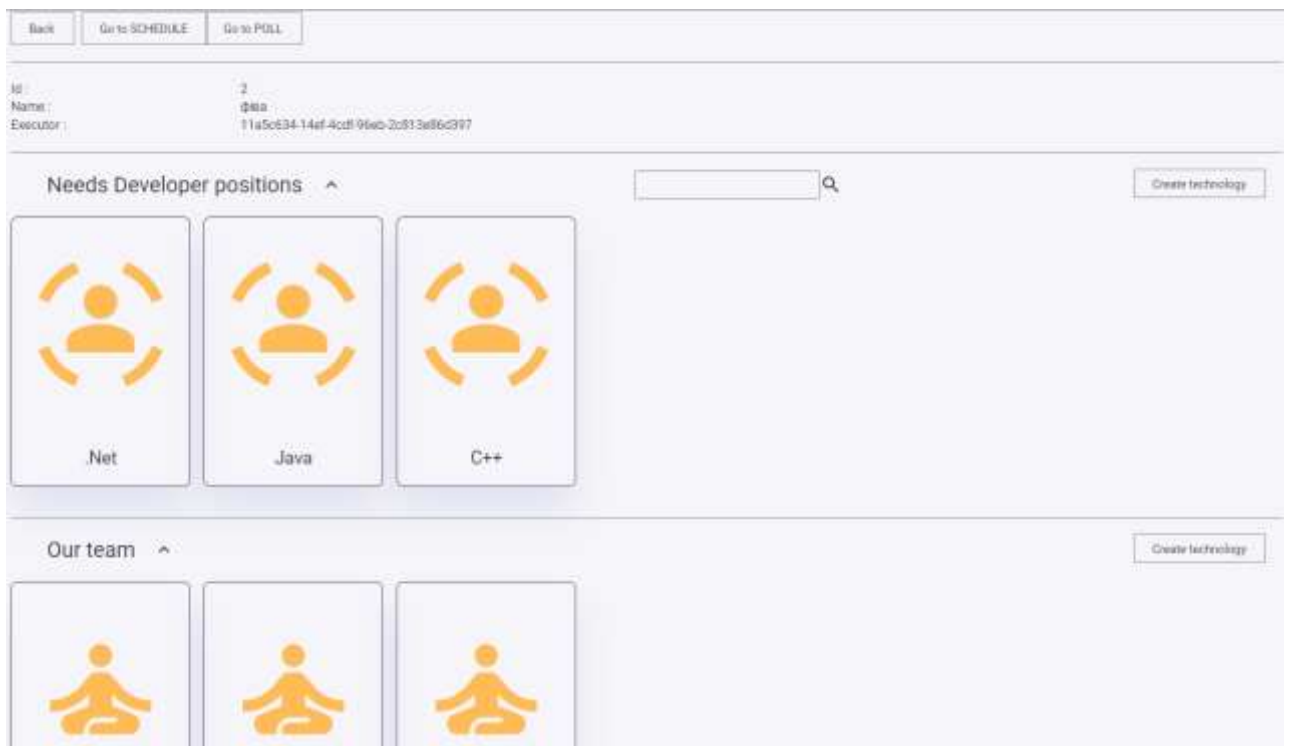 Back Go to SCHEDULE Go to POLL
Id : 2
Name : фва
Executor : 11a5c634-14ef-4cdf-96eb-2c813e86d397
Needs Developer positions Create technology
.Net Java C++
Our team Create technology